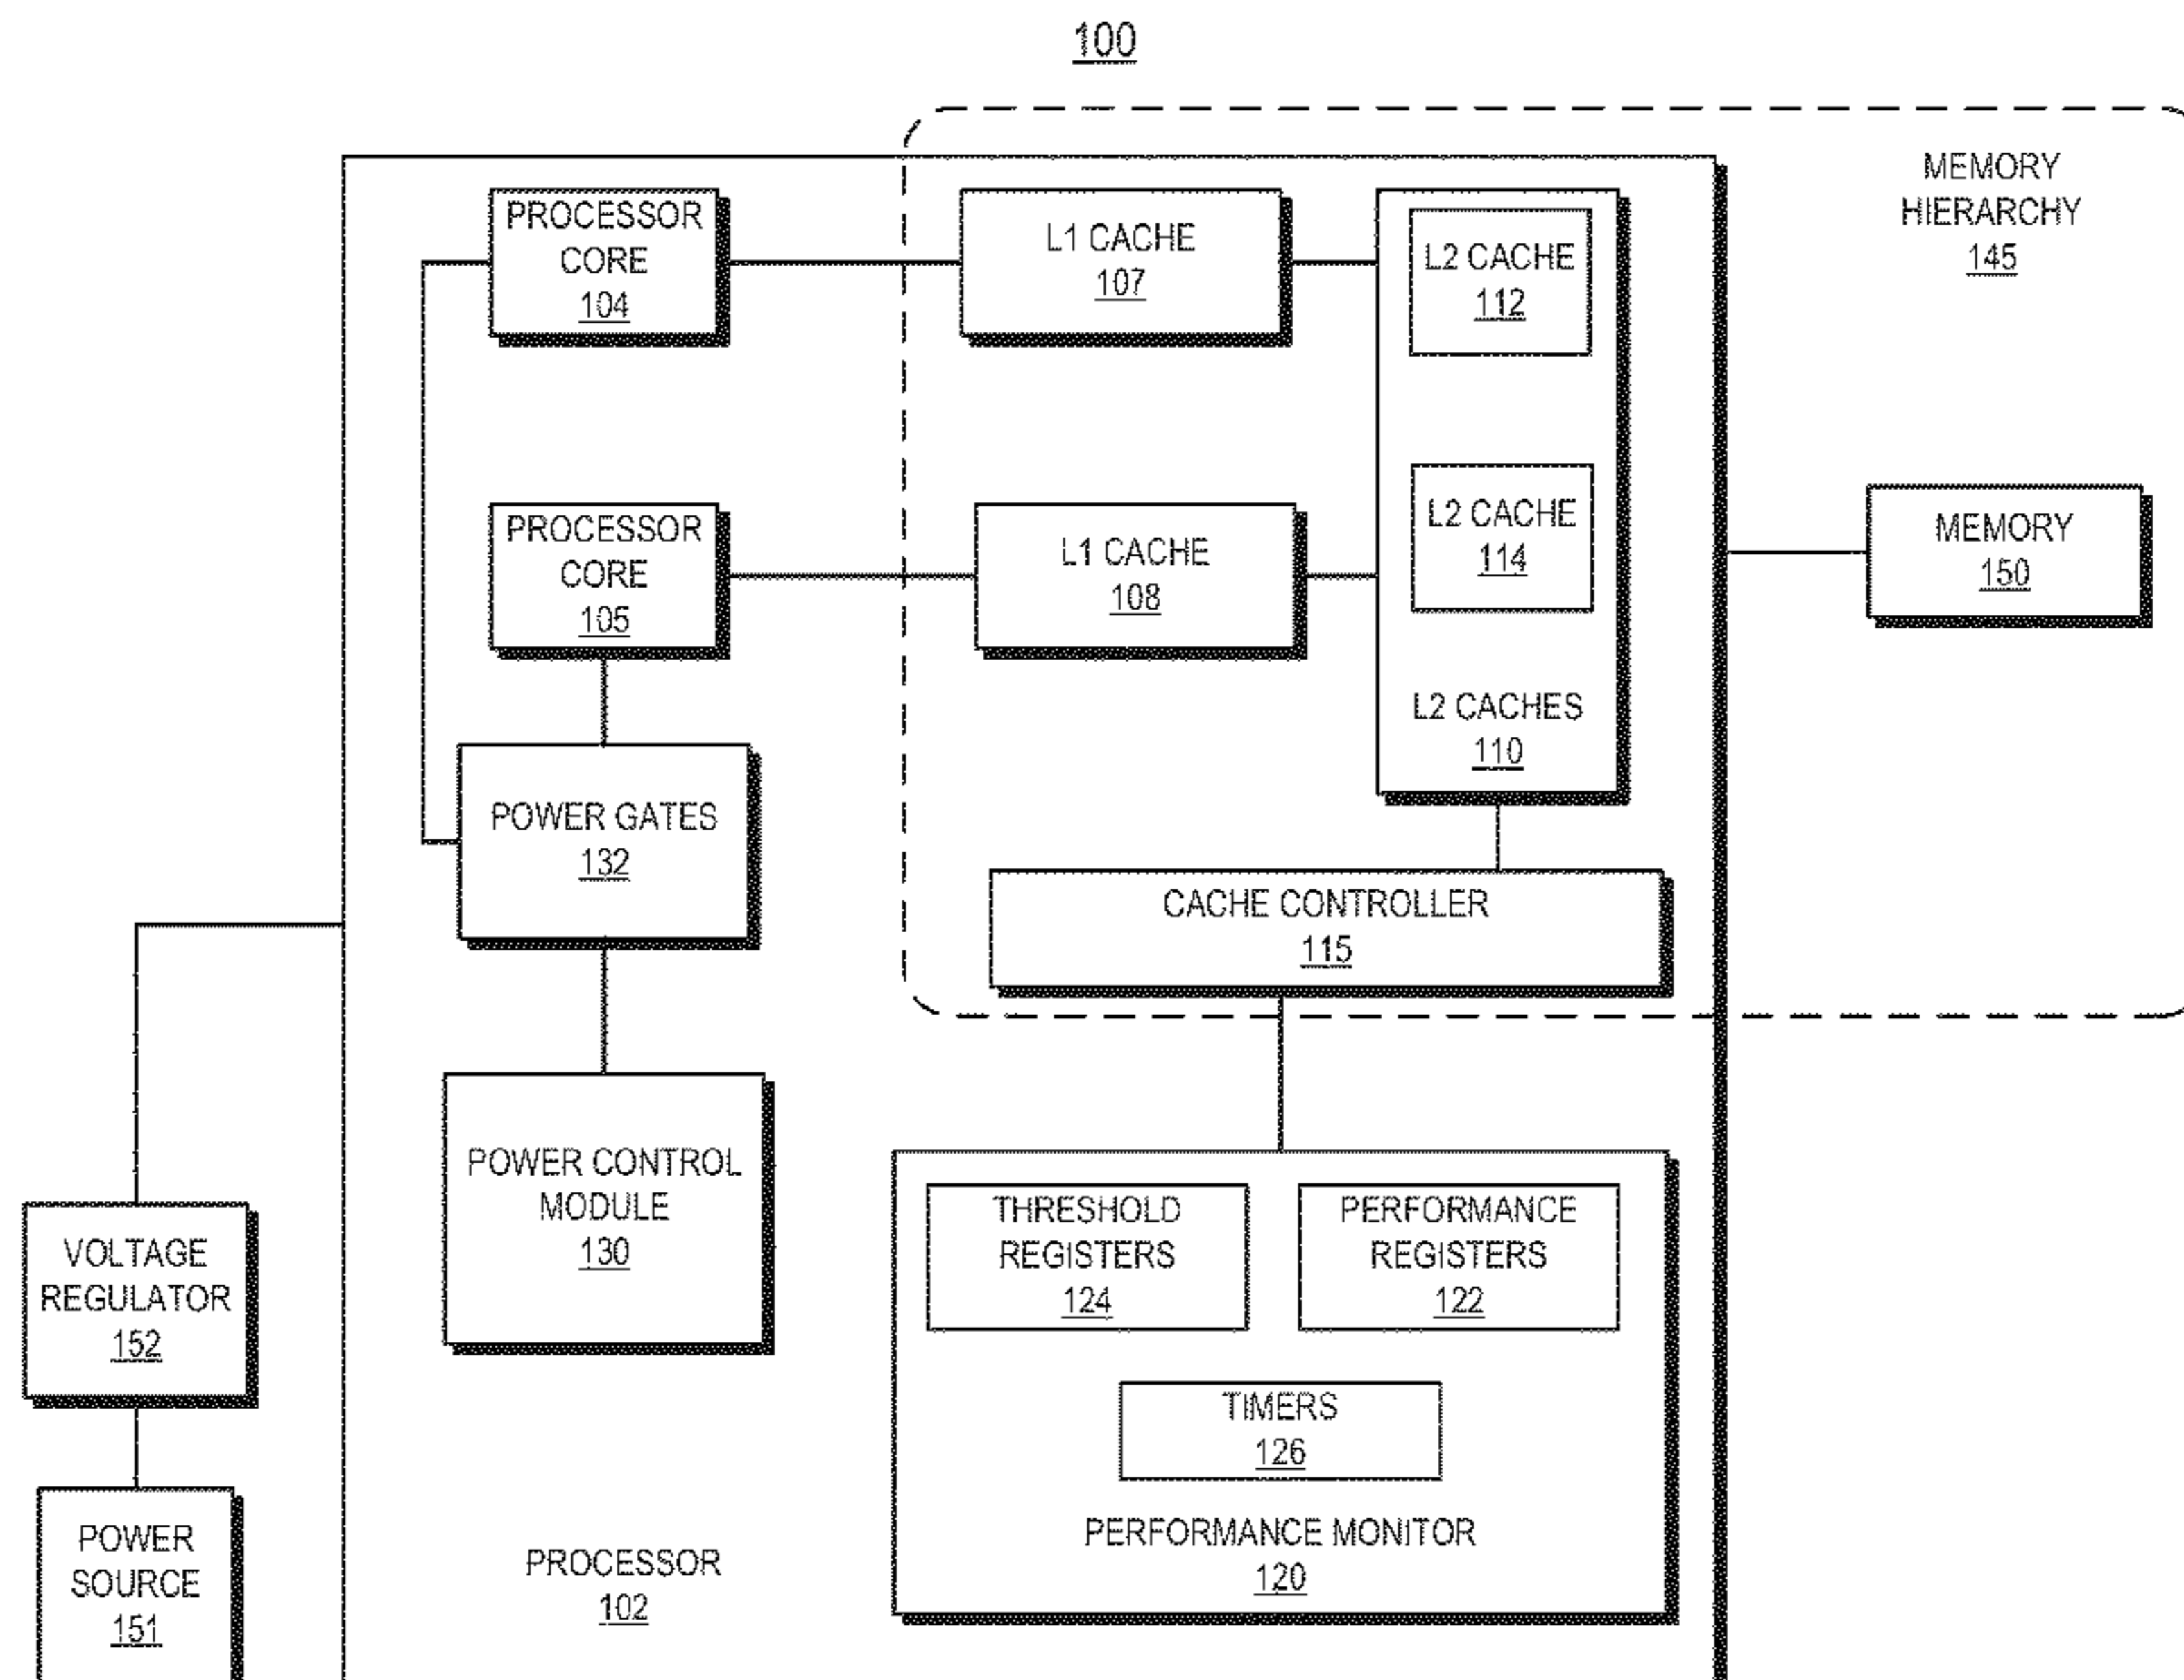 100
MEMORY
HIERARCHY
145
PROCESSOR
CORE
104
L1 CACHE
107
L2 CACHE
112
PROCESSOR
CORE
105
L1 CACHE
108
L2 CACHE
114
L2 CACHES
110
MEMORY
150
POWER GATES
132
CACHE CONTROLLER
115
POWER CONTROL
MODULE
130
THRESHOLD
REGISTERS
124
PERFORMANCE
REGISTERS
122
TIMERS
126
PERFORMANCE MONITOR
120
VOLTAGE
REGULATOR
152
POWER
SOURCE
151
PROCESSOR
102